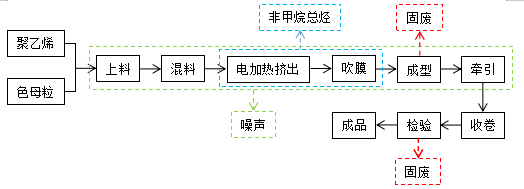 非甲烷总烃
固废
聚乙烯
色母粒
上料
混料
电加热挤出
吹膜
成型
牵引
噪声
成品
检验
收卷
固废